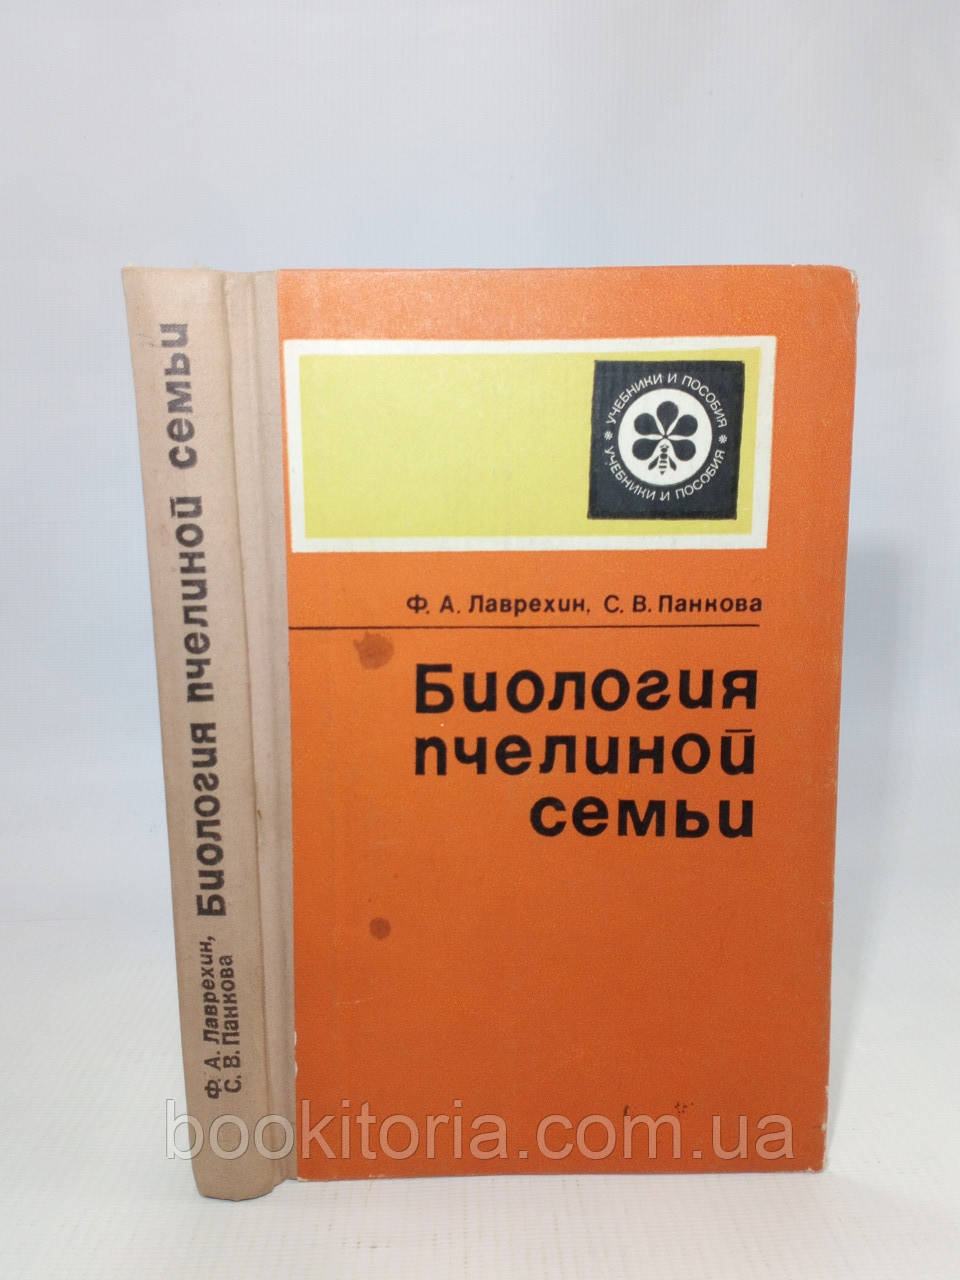 Ф. А. Лаврехин,
С. В. Панкова
Биология пчелиной семьи
УЧЕБНИКИ И ПОСОБИЯ
УЧЕБНИКИ И ПОСОБИЯ
Ф. А. Лаврехин, С. В. Панкова
Биология
пчелиной
семьи
bookitoria.com.ua